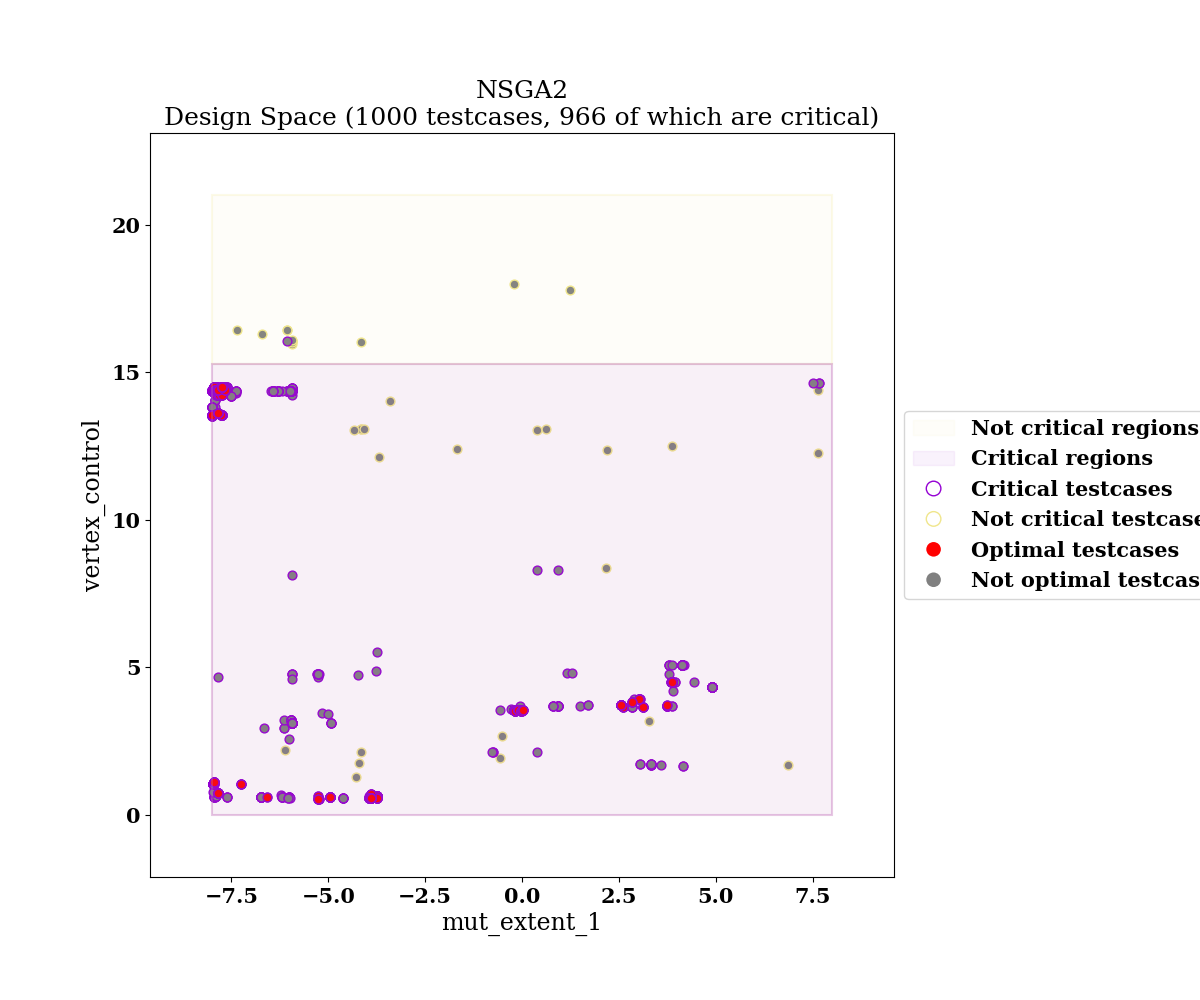 NSGA2
Design Space (1000 testcases, 966 of which are critical)
vertex_control
20
15
10
5
0
−7.5
−5.0
−2.5
0.0
2.5
5.0
7.5
mut_extent_1
Not critical regions
Critical regions
Critical testcases
Not critical testcase
Optimal testcases
Not optimal testcas